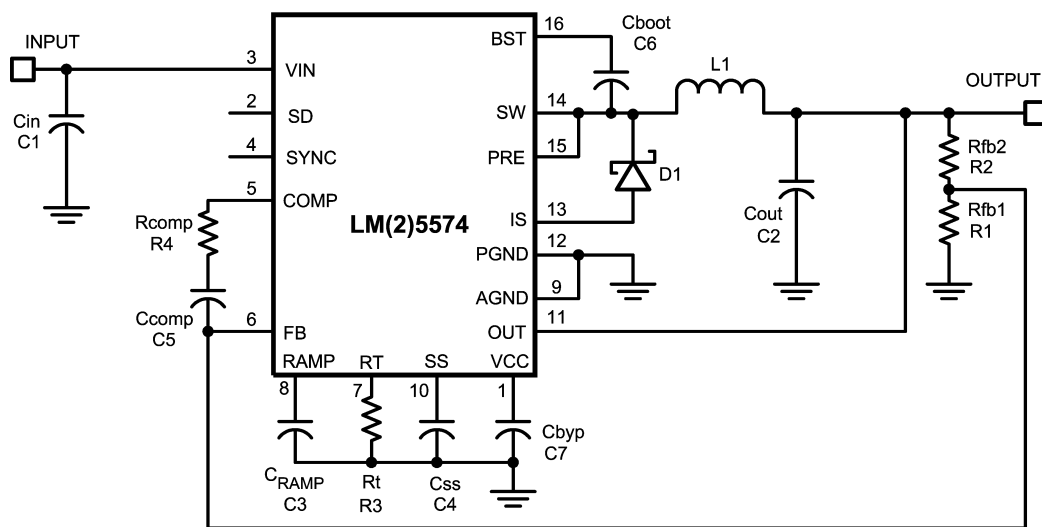 INPUT
3
VIN
Cin
C1
2
SD
4
SYNC
5
COMP
Rcomp
R4
Ccomp
C5
6
FB
LM(2)5574
16
BST
Cboot
C6
14
SW
15
PRE
L1
OUTPUT
D1
13
IS
12
PGND
9
AGND
11
OUT
Cout
C2
Rfb2
R2
Rfb1
R1
RAMP
RT
SS
VCC
8
7
10
1
CRAMP
C3
Rt
R3
Css
C4
Cbyp
C7